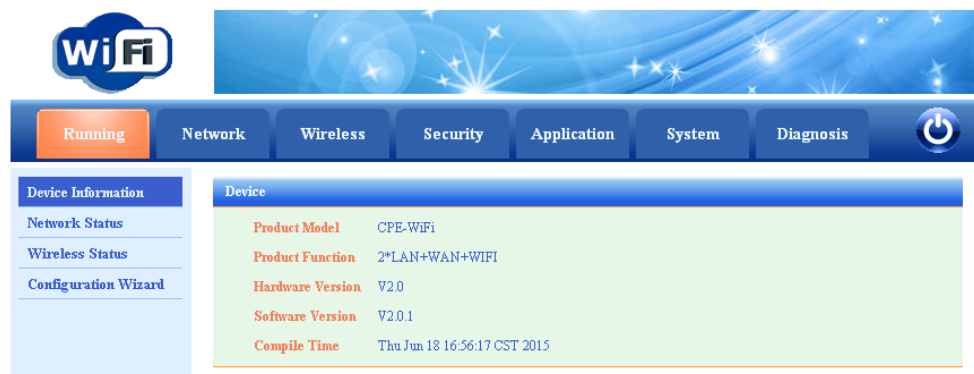 WiFi
Running Network Wireless Security Application System Diagnosis
Device Information
Network Status
Wireless Status
Configuration Wizard
Device
Product Model CPE-WiFi
Product Function 2*LAN+WAN+WIFI
Hardware Version V2.0
Software Version V2.0.1
Compile Time Thu Jun 18 16:56:17 CST 2015